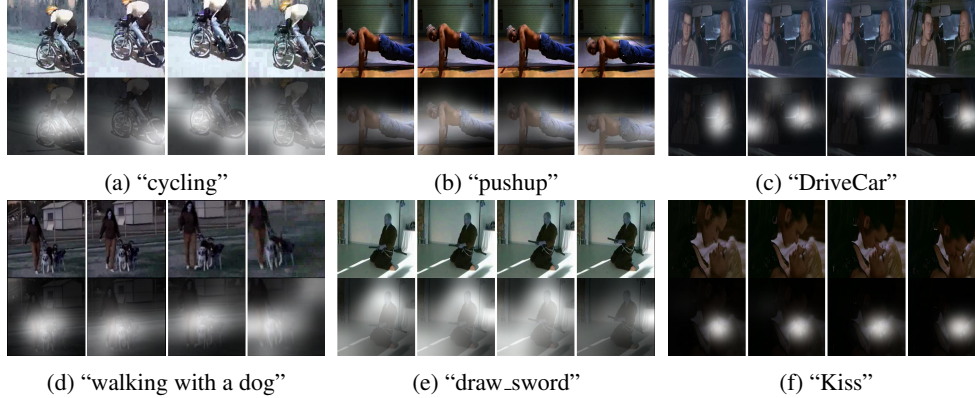 (a) “cycling”
(b) “pushup”
(c) “DriveCar”
(d) “walking with a dog”
(e) “draw_sword”
(f) “Kiss”